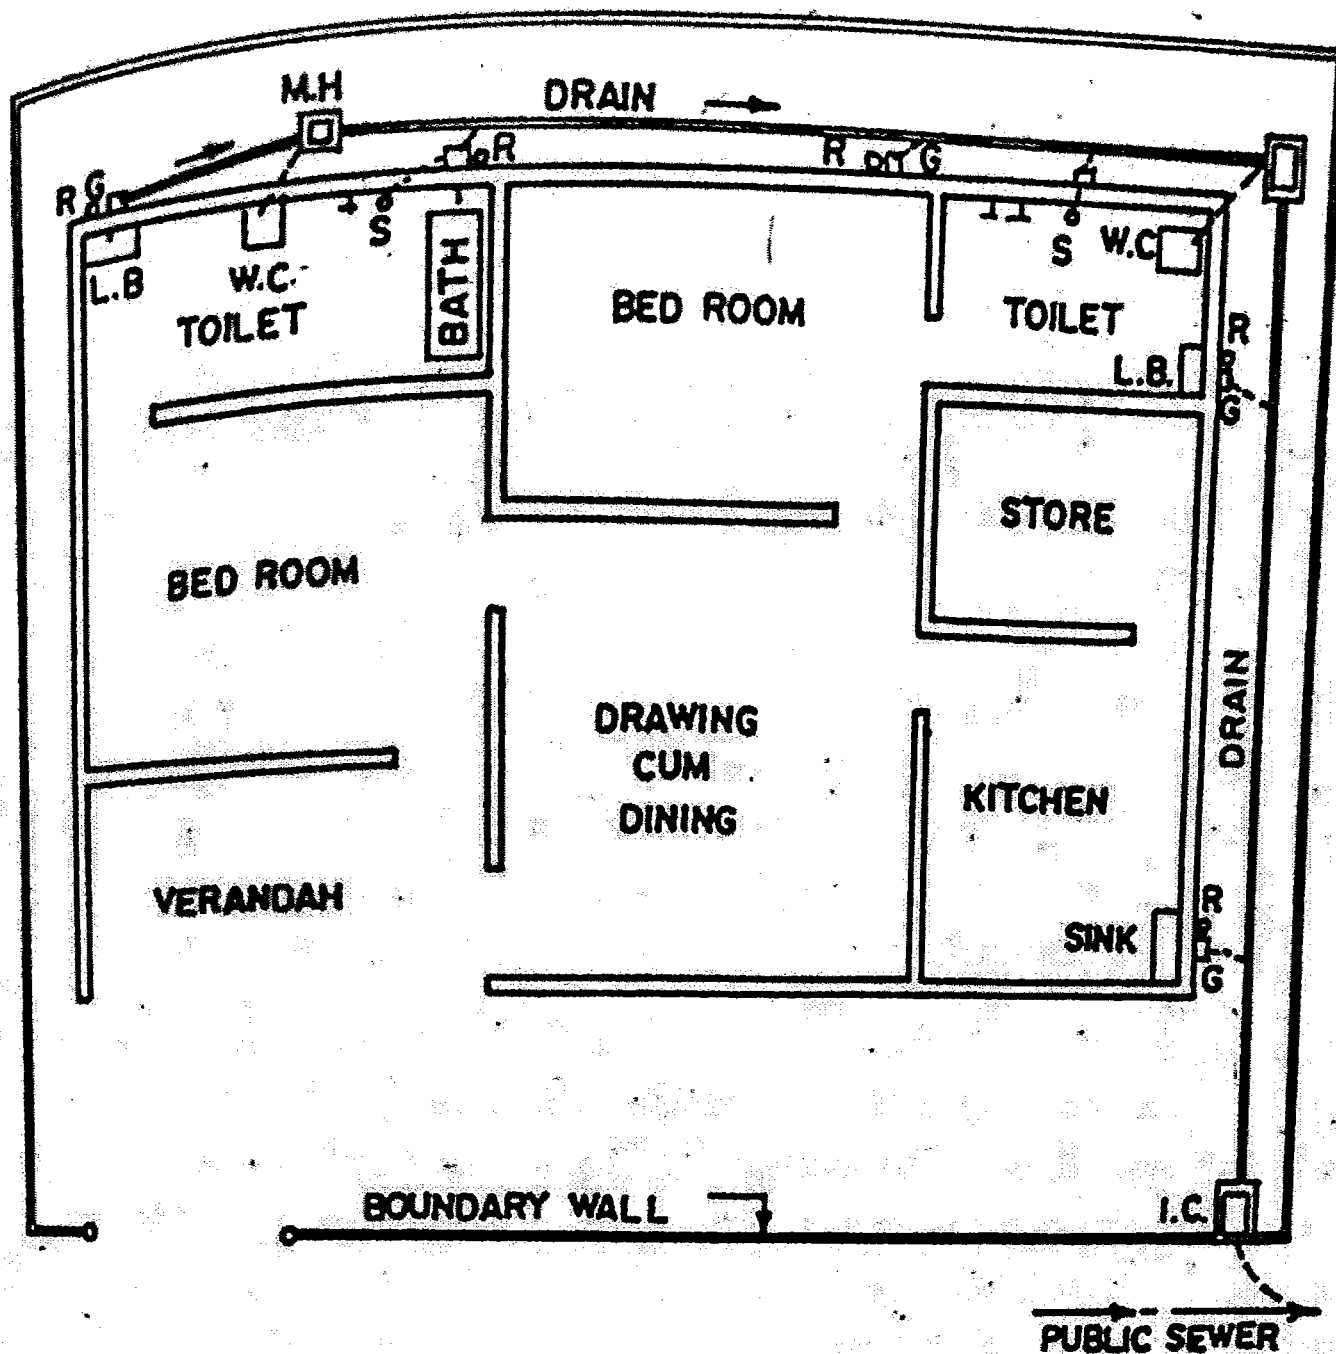 M.H
DRAIN
R G
R
R G
L.B
W.C.
S
BATH
S W.C
TOILET
BED ROOM
TOILET
R
L.B.
G
STORE
BED ROOM
DRAIN
DRAWING
CUM
DINING
KITCHEN
VERANDAH
R
SINK
G
BOUNDARY WALL
I.C.
PUBLIC SEWER